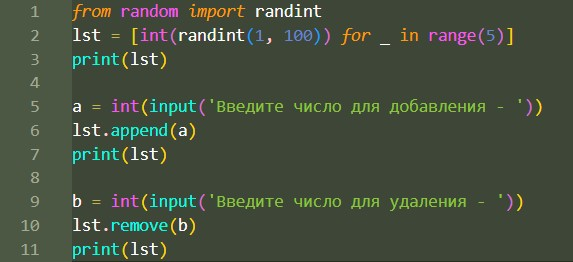 1 from random import randint
2 lst = [int(randint(1, 100)) for _ in range(5)]
3 print(lst)
4
5 a = int(input('Введите число для добавления - '))
6 lst.append(a)
7 print(lst)
8
9 b = int(input('Введите число для удаления - '))
10 lst.remove(b)
11 print(lst)